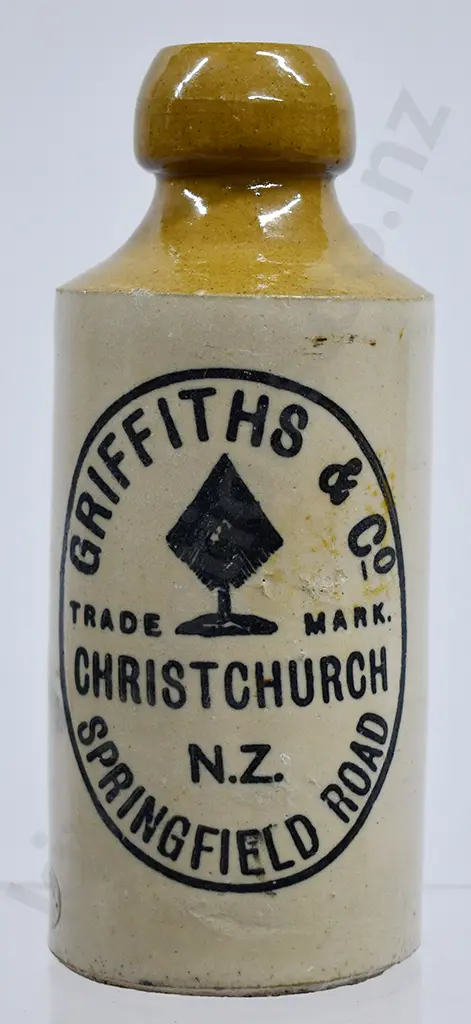 GRIFFITHS & Co
TRADE MARK.
CHRISTCHURCH
N.Z.
SPRINGFIELD ROAD